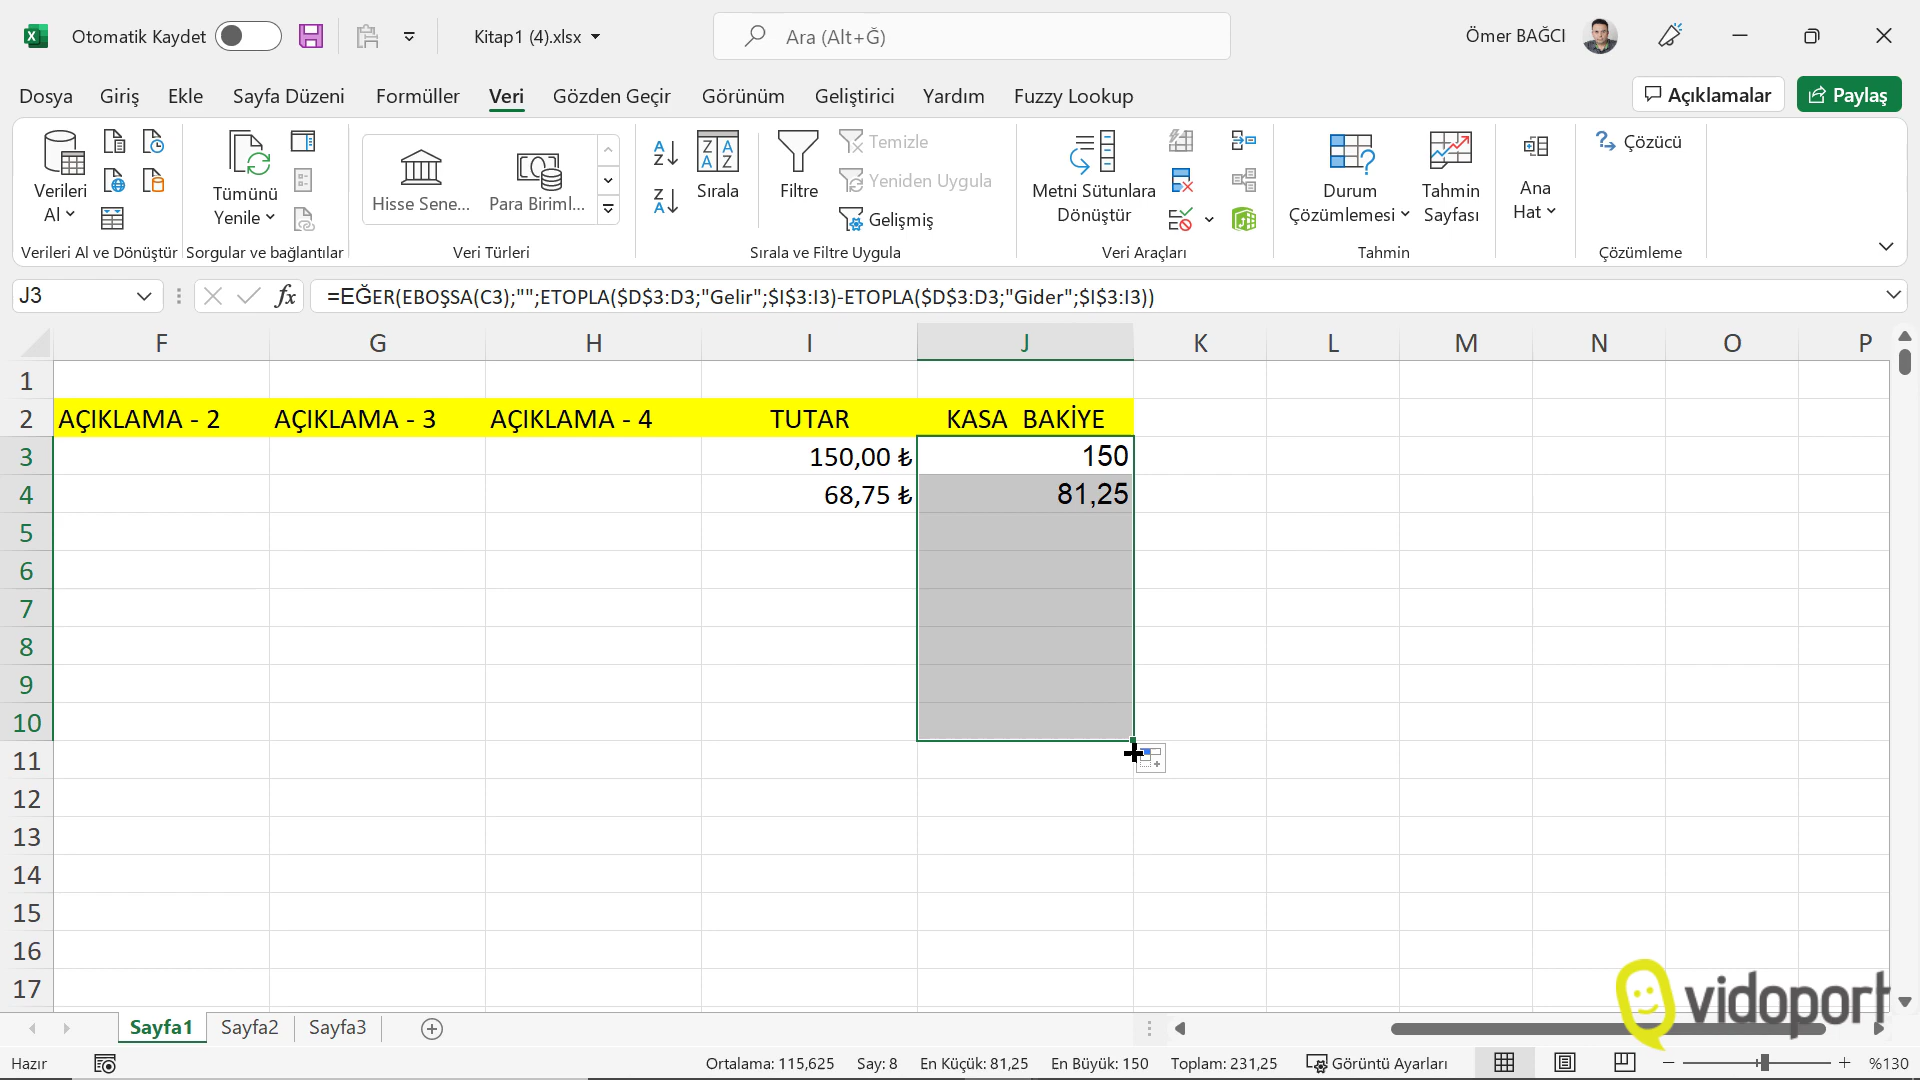 Otomatik Kaydet
Kitap1 (4).xlsx
Ara (Alt+Ğ)
Ömer BAĞCI
Dosya Giriş Ekle Sayfa Düzeni Formüller Veri Gözden Geçir Görünüm Geliştirici Yardım Fuzzy Lookup
Açıklamalar
Paylaş
Verileri
Al
Tümünü
Yenile
Hisse Sene...
Para Biriml...
Sırala
Filtre
Temizle
Yeniden Uygula
Gelişmiş
Metni Sütunlara
Dönüştür
Durum
Çözümlemesi
Tahmin
Sayfası
Ana
Hat
Çözücü
Verileri Al ve Dönüştür
Sorgular ve bağlantılar
Veri Türleri
Sırala ve Filtre Uygula
Veri Araçları
Tahmin
Çözümleme
J3
fx
=EĞER(EBOŞSA(C3);"";ETOPLA($D$3:D3;"Gelir";$I$3:I3)-ETOPLA($D$3:D3;"Gider";$I$3:I3))
F G H I J K L M N O P
1
2 AÇIKLAMA - 2 AÇIKLAMA - 3 AÇIKLAMA - 4 TUTAR KASA BAKİYE
3 150,00 ₺ 150
4 68,75 ₺ 81,25
5
6
7
8
9
10
11
12
13
14
15
16
17
vidoport
Sayfa1 Sayfa2 Sayfa3
Hazır
Ortalama: 115,625 Say: 8 En Küçük: 81,25 En Büyük: 150 Toplam: 231,25 Görüntü Ayarları %130